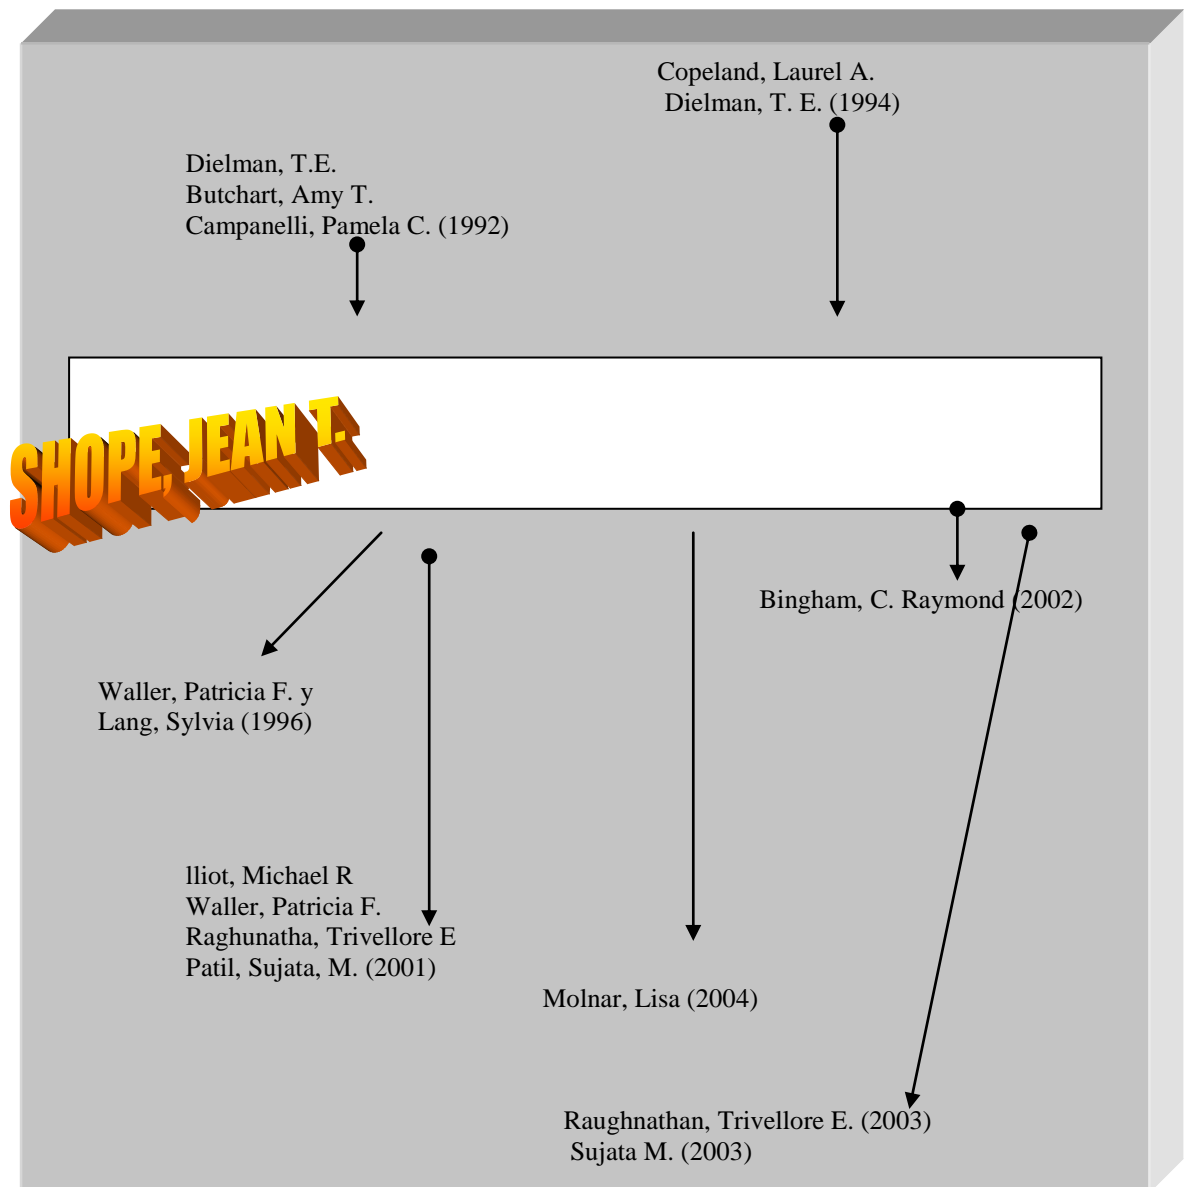 Copeland, Laurel A.
Dielman, T. E. (1994)
Dielman, T.E.
Butchart, Amy T.
Campanelli, Pamela C. (1992)
SHOPE, JEAN T.
Bingham, C. Raymond (2002)
Waller, Patricia F. y
Lang, Sylvia (1996)
lliot, Michael R
Waller, Patricia F.
Raghunatha, Trivellore E
Patil, Sujata, M. (2001)
Molnar, Lisa (2004)
Raughnathan, Trivellore E. (2003)
Sujata M. (2003)